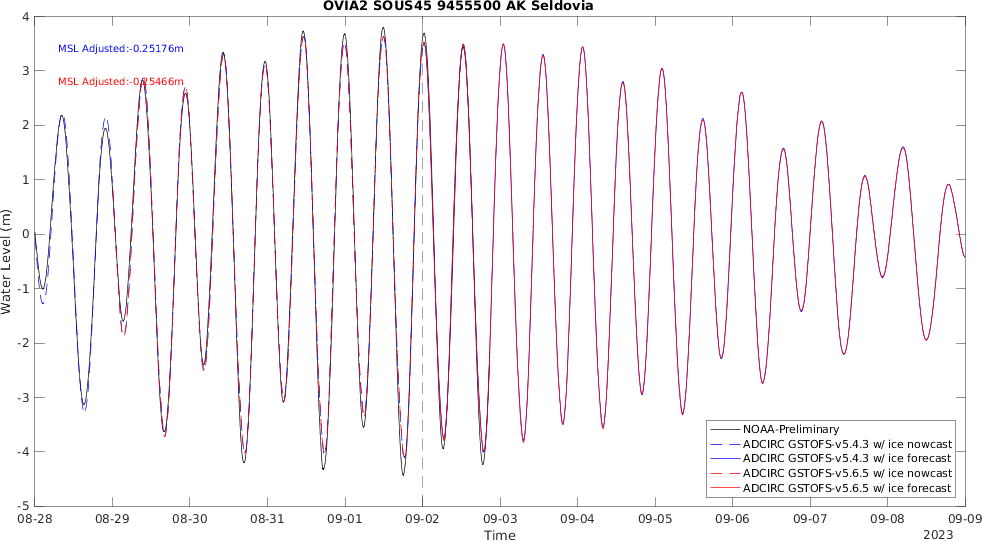 OVIA2 SOUS45 9455500 AK Seldovia
MSL Adjusted:-0.25176m
MSL Adjusted:-0.25466m
4
3
2
1
0
-1
-2
-3
-4
-5
Water Level (m)
NOAA-Preliminary
ADCIRC GSTOFS-v5.4.3 w/ ice nowcast
ADCIRC GSTOFS-v5.4.3 w/ ice forecast
ADCIRC GSTOFS-v5.6.5 w/ ice nowcast
ADCIRC GSTOFS-v5.6.5 w/ ice forecast
08-28 08-29 08-30 08-31 09-01 09-02 09-03 09-04 09-05 09-06 09-07 09-08 09-09
Time
2023